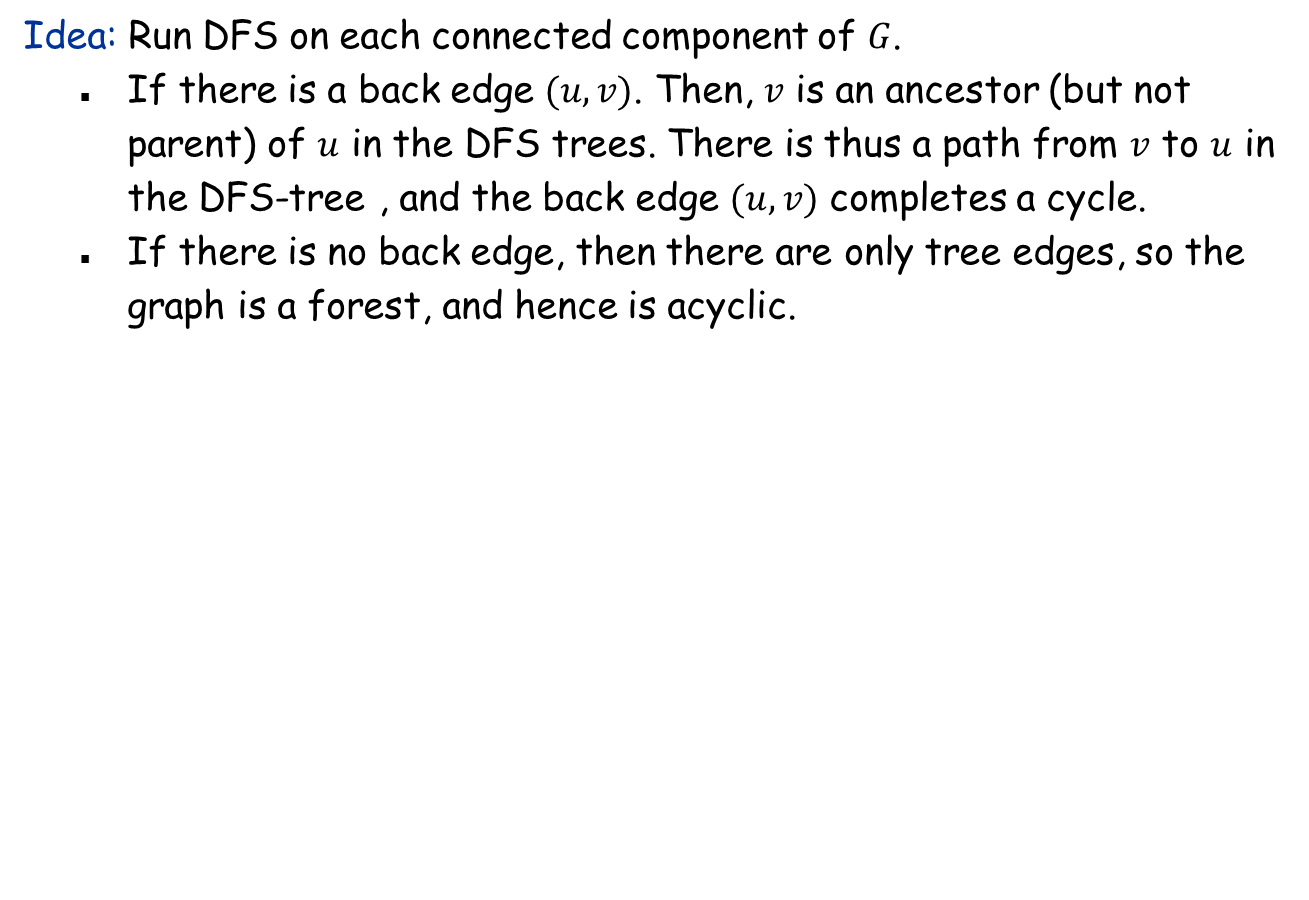 Idea: Run DFS on each connected component of G.
▪ If there is a back edge (u, v). Then, v is an ancestor (but not
parent) of u in the DFS trees. There is thus a path from v to u in
the DFS-tree , and the back edge (u, v) completes a cycle.
▪ If there is no back edge, then there are only tree edges, so the
graph is a forest, and hence is acyclic.